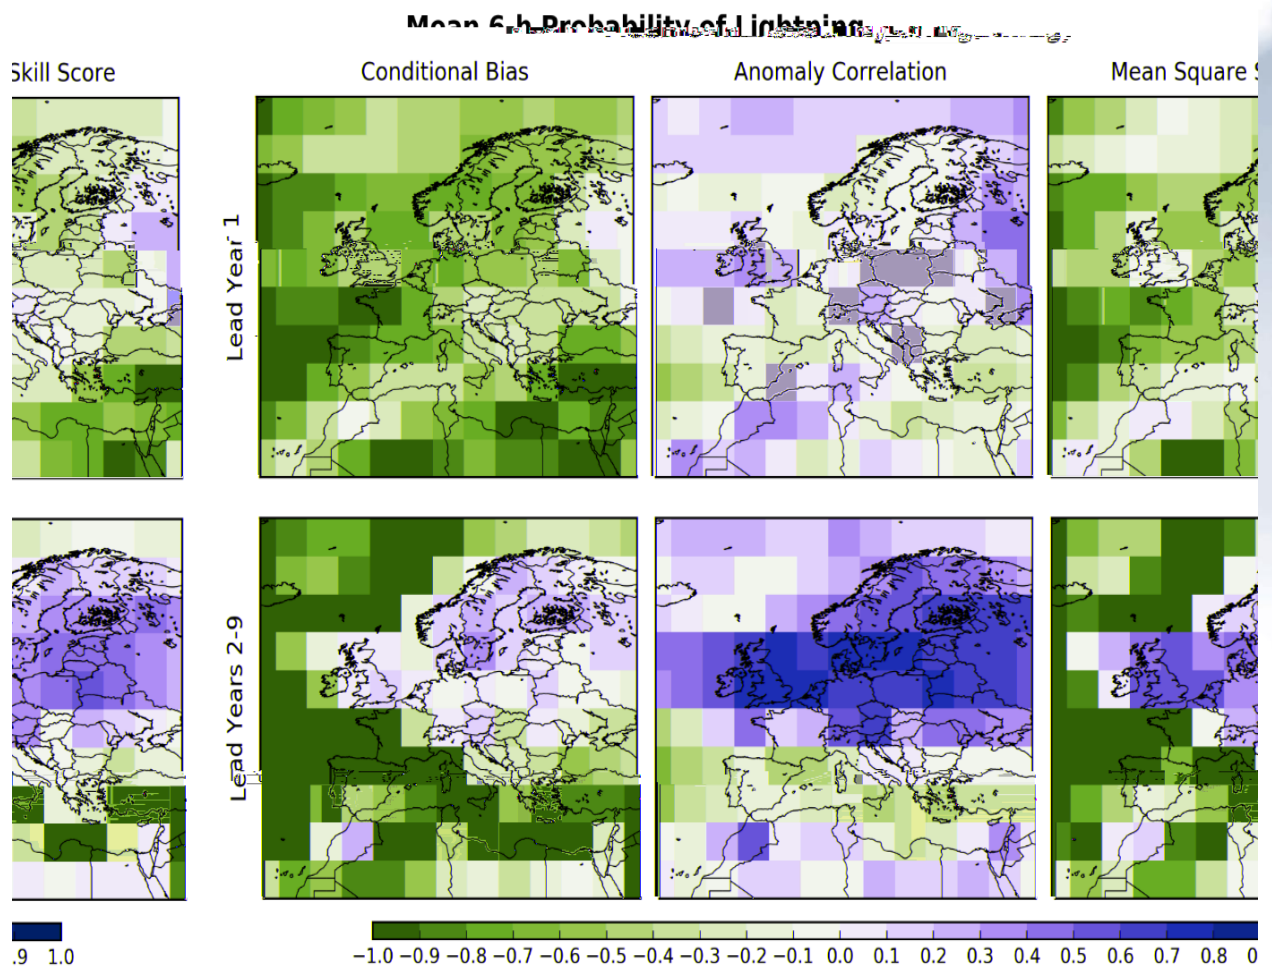 Mean 6-h Probability of Lightning
Skill Score Conditional Bias Anomaly Correlation Mean Square
Lead Year 1
Lead Years 2-9
.9 1.0 −1.0 −0.9 −0.8 −0.7 −0.6 −0.5 −0.4 −0.3 −0.2 −0.1 0.0 0.1 0.2 0.3 0.4 0.5 0.6 0.7 0.8 0